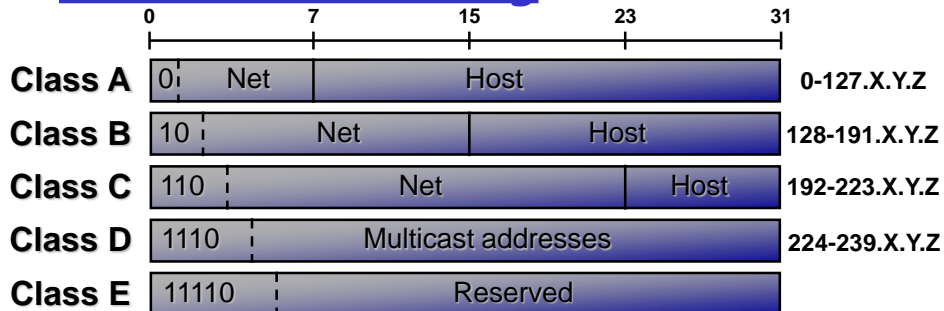 0 7 15 23 31
Class A 0 Net Host 0-127.X.Y.Z
Class B 10 Net Host 128-191.X.Y.Z
Class C 110 Net Host 192-223.X.Y.Z
Class D 1110 Multicast addresses 224-239.X.Y.Z
Class E 11110 Reserved